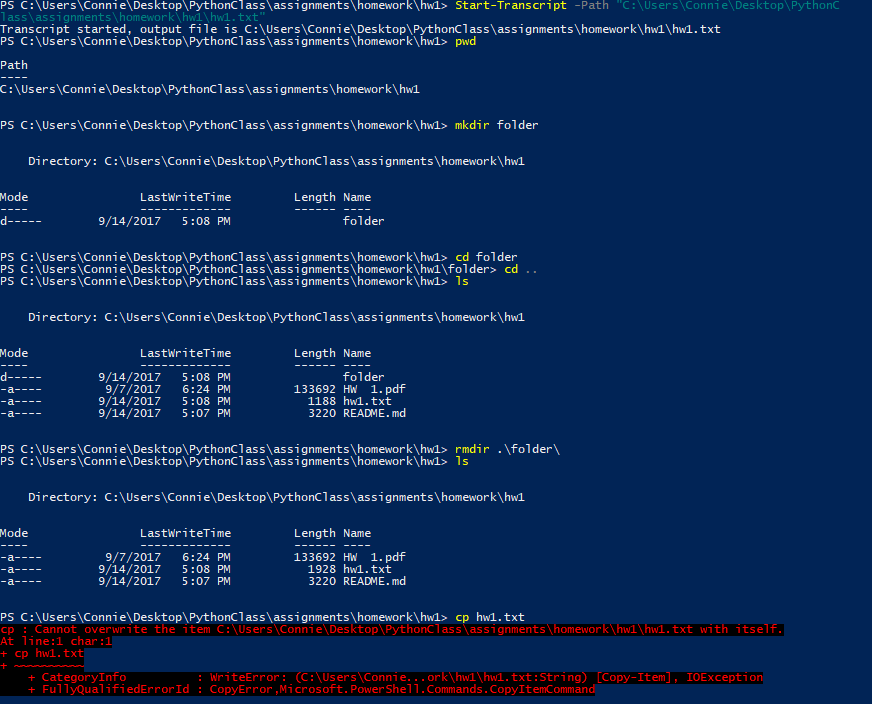 PS C:\Users\Connie\Desktop\PythonClass\assignments\homework\hw1> Start-Transcript -Path "C:\Users\Connie\Desktop\PythonC
lass\assignments\homework\hw1\hw1.txt"
Transcript started, output file is C:\Users\Connie\Desktop\PythonClass\assignments\homework\hw1\hw1.txt
PS C:\Users\Connie\Desktop\PythonClass\assignments\homework\hw1> pwd
Path
----
C:\Users\Connie\Desktop\PythonClass\assignments\homework\hw1
PS C:\Users\Connie\Desktop\PythonClass\assignments\homework\hw1> mkdir folder
Directory: C:\Users\Connie\Desktop\PythonClass\assignments\homework\hw1
Mode LastWriteTime Length Name
---- ------------- ------ ----
d----- 9/14/2017 5:08 PM folder
PS C:\Users\Connie\Desktop\PythonClass\assignments\homework\hw1> cd folder
PS C:\Users\Connie\Desktop\PythonClass\assignments\homework\hw1\folder> cd ..
PS C:\Users\Connie\Desktop\PythonClass\assignments\homework\hw1> ls
Directory: C:\Users\Connie\Desktop\PythonClass\assignments\homework\hw1
Mode LastWriteTime Length Name
---- ------------- ------ ----
d----- 9/14/2017 5:08 PM folder
-a---- 9/7/2017 6:24 PM 133692 HW 1.pdf
-a---- 9/14/2017 5:08 PM 1188 hw1.txt
-a---- 9/14/2017 5:07 PM 3220 README.md
PS C:\Users\Connie\Desktop\PythonClass\assignments\homework\hw1> rmdir .\folder\
PS C:\Users\Connie\Desktop\PythonClass\assignments\homework\hw1> ls
Directory: C:\Users\Connie\Desktop\PythonClass\assignments\homework\hw1
Mode LastWriteTime Length Name
---- ------------- ------ ----
-a---- 9/7/2017 6:24 PM 133692 HW 1.pdf
-a---- 9/14/2017 5:08 PM 1928 hw1.txt
-a---- 9/14/2017 5:07 PM 3220 README.md
PS C:\Users\Connie\Desktop\PythonClass\assignments\homework\hw1> cp hw1.txt
cp : Cannot overwrite the item C:\Users\Connie\Desktop\PythonClass\assignments\homework\hw1\hw1.txt with itself.
At line:1 char:1
+ cp hw1.txt
+ ~~~~~~~~~~
+ CategoryInfo : WriteError: (C:\Users\Connie...ork\hw1\hw1.txt:String) [Copy-Item], IOException
+ FullyQualifiedErrorId : CopyError,Microsoft.PowerShell.Commands.CopyItemCommand